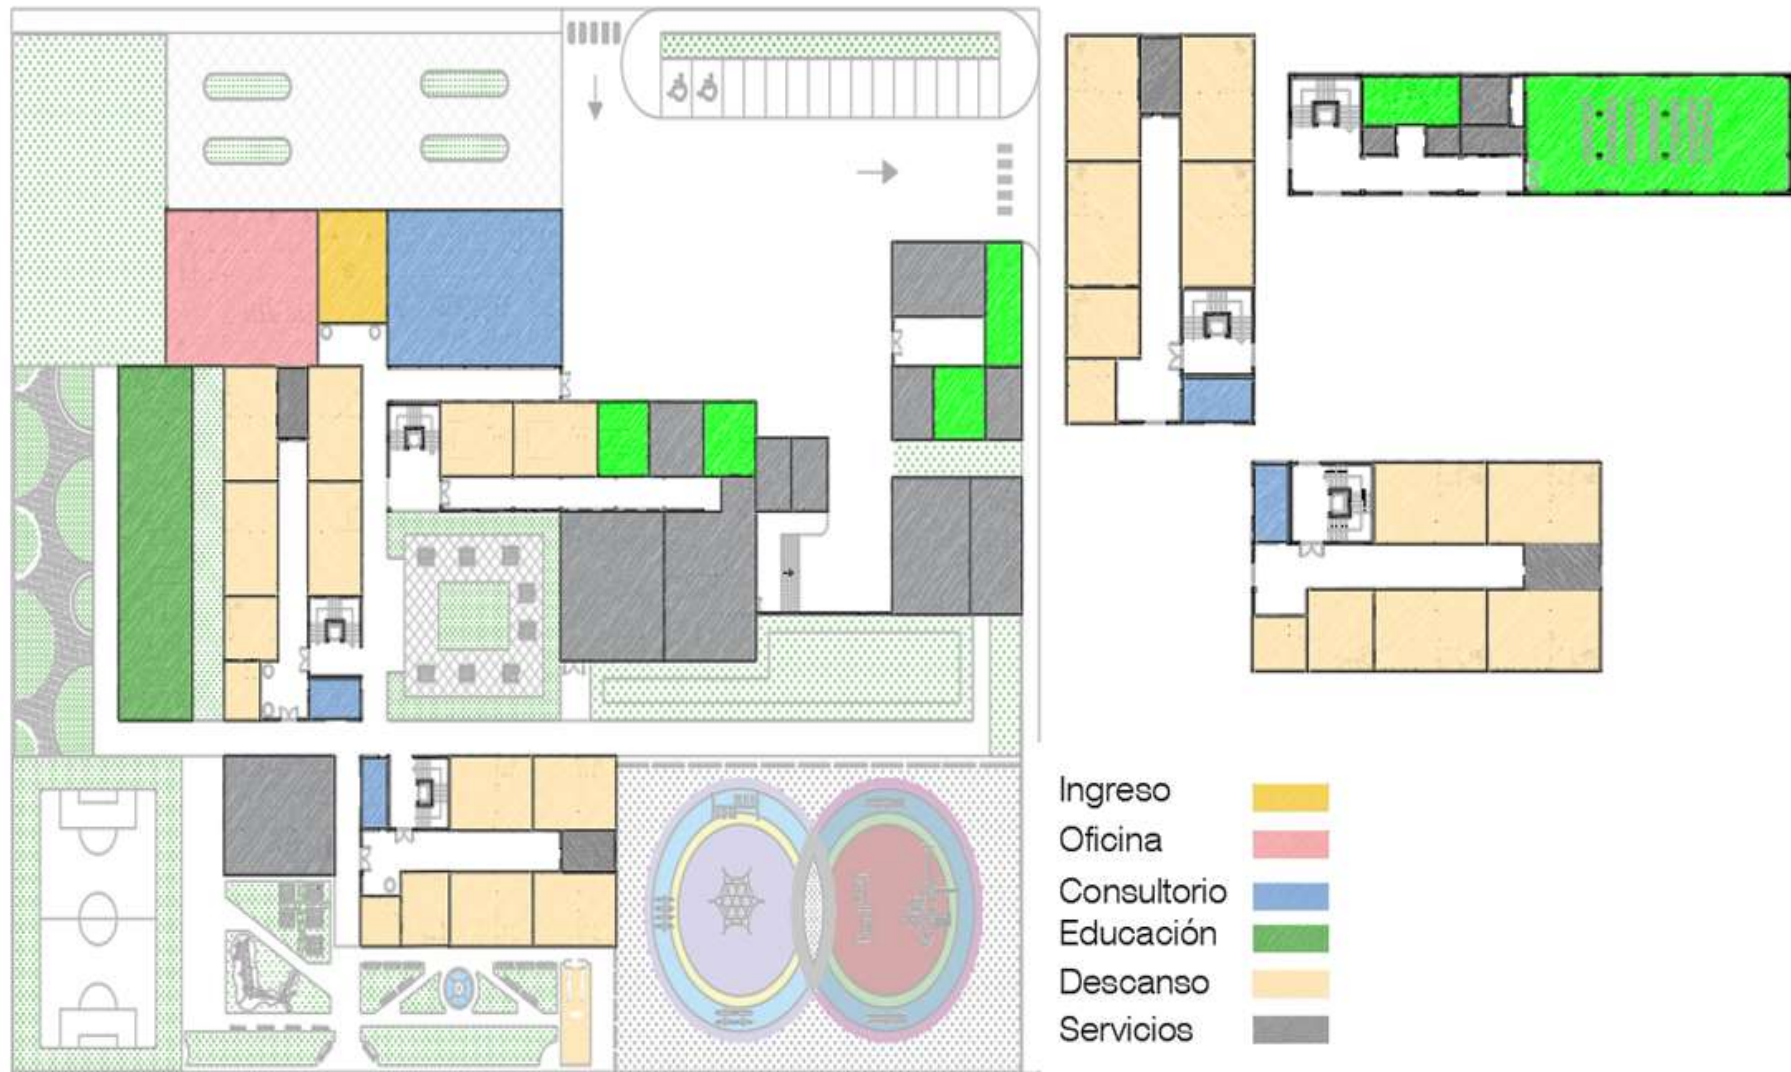 Ingreso
Oficina
Consultorio
Educación
Descanso
Servicios